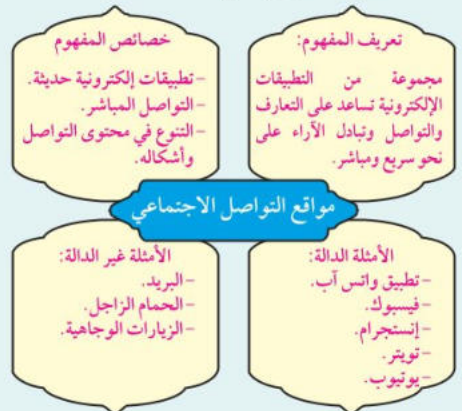 تعريف المفهوم:
مجموعة من التطبيقات
الإلكترونية تساعد على التعارف
والتواصل وتبادل الآراء على
نحو سريع ومباشر.
خصائص المفهوم
-تطبيقات إلكترونية حديثة.
-التواصل المباشر.
-التنوع في محتوى التواصل
وأشكاله.
مواقع التواصل الاجتماعي
الأمثلة الدالة:
-تطبيق واتس آب.
-فيسبوك.
-إنستجرام.
-تويتر.
-يوتيوب.
الأمثلة غير الدالة:
-البريد.
-الحمام الزاجل.
-الزيارات الوجاهية.